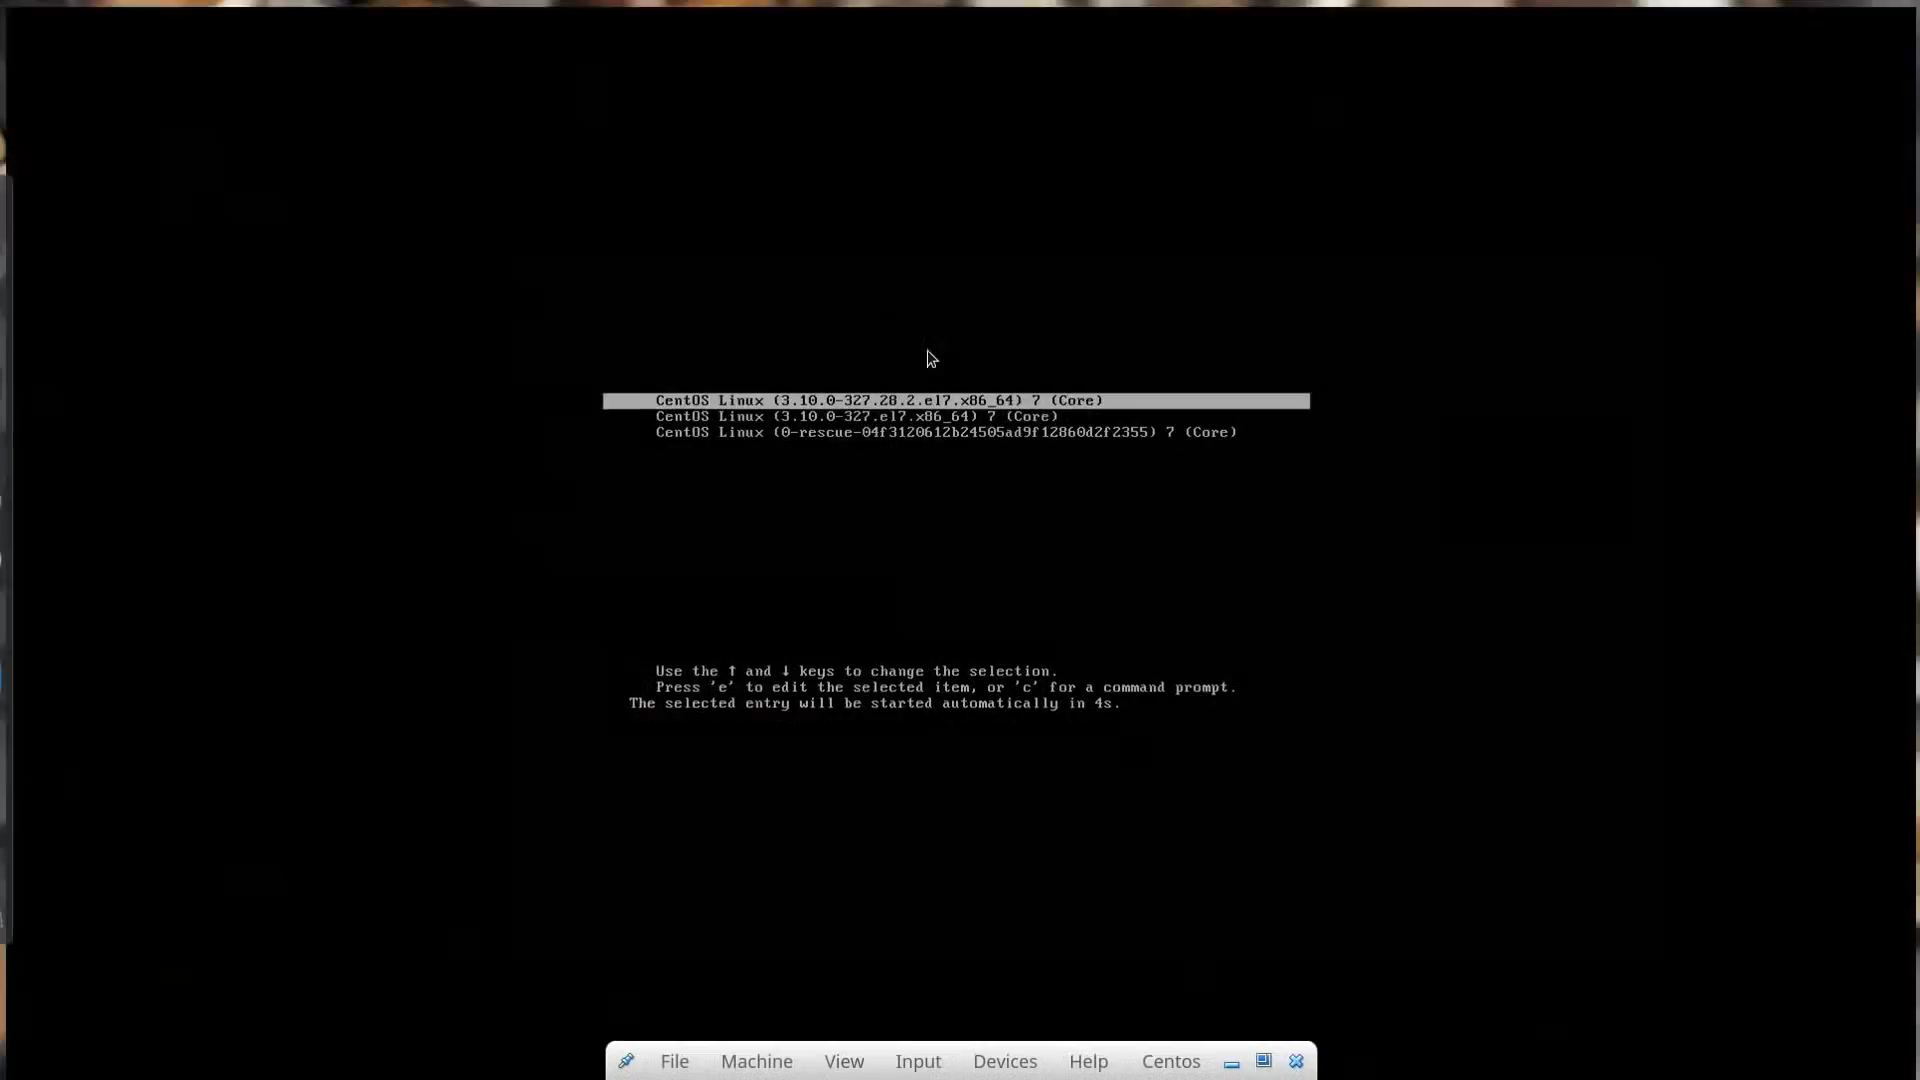 CentOS Linux (3.10.0-327.28.2.el7.x86_64) 7 (Core)
CentOS Linux (3.10.0-327.el7.x86_64) 7 (Core)
CentOS Linux (0-rescue-04f3120612b24505ad9f12860d2f2355) 7 (Core)
Use the ↑ and ↓ keys to change the selection.
Press 'e' to edit the selected item, or 'c' for a command prompt.
The selected entry will be started automatically in 4s.
File Machine View Input Devices Help Centos